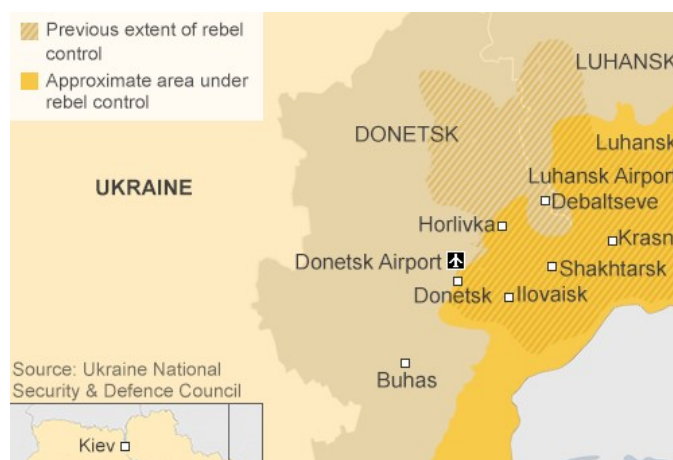 Previous extent of rebel
control
Approximate area under
rebel control
LUHANSK
DONETSK
Luhansk
UKRAINE
Luhansk Airport
Debaltseve
Horlivka
Krasn
Donetsk Airport
Shakhtarsk
Donetsk
Ilovaisk
Source: Ukraine National
Security & Defence Council
Buhas
Kiev